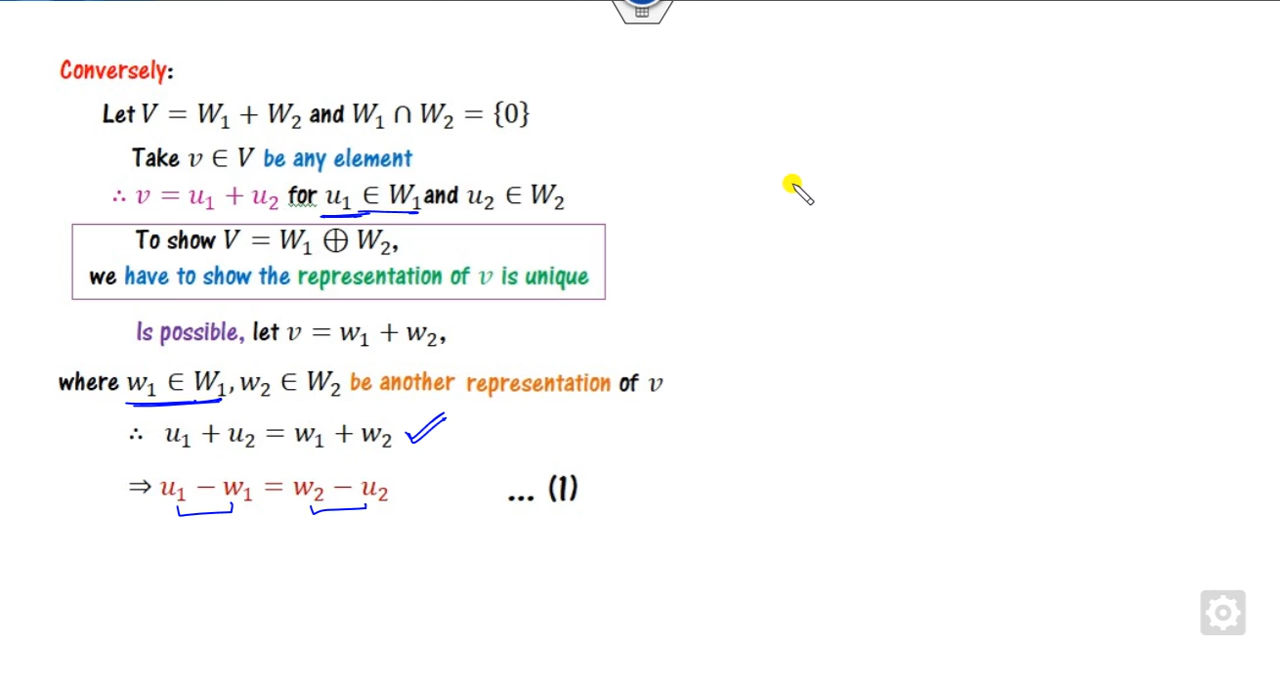 Conversely:
Let V = W₁ + W₂ and W₁ ∩ W₂ = {0}
Take v ∈ V be any element
∴ v = u₁ + u₂ for u₁ ∈ W₁and u₂ ∈ W₂
To show V = W₁ ⊕ W₂,
we have to show the representation of v is unique
Is possible, let v = w₁ + w₂,
where w₁ ∈ W₁, w₂ ∈ W₂ be another representation of v
∴ u₁ + u₂ = w₁ + w₂
⇒ u₁ − w₁ = w₂ − u₂ ... (1)